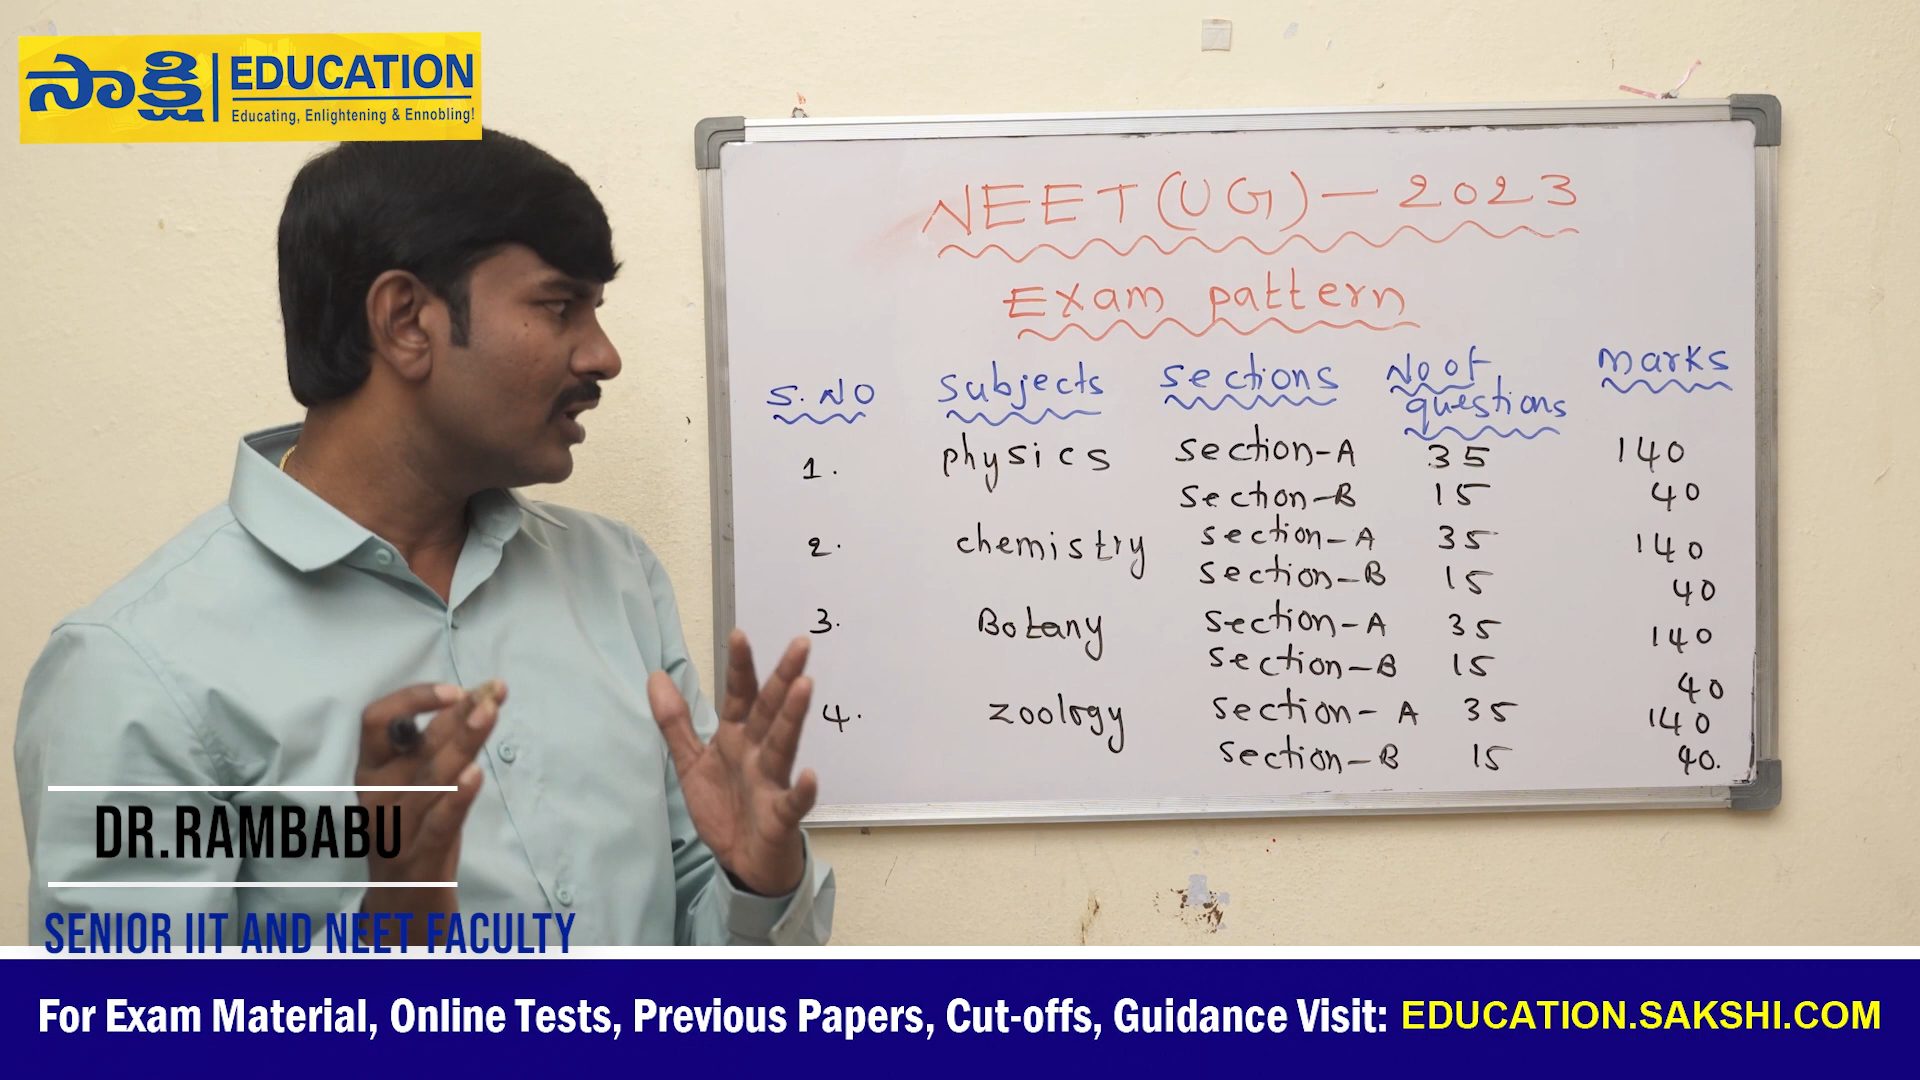 సాక్షి EDUCATION
Educating, Enlightening & Ennobling!
NEET(UG)-2023
Exam pattern
S.NO subjects sections No of questions marks
1. physics section-A 35 140
section-B 15 40
2. chemistry section-A 35 140
section-B 15 40
3. Botany section-A 35 140
section-B 15 40
4. zoology section-A 35 140
section-B 15 40.
DR.RAMBABU
SENIOR IIT AND NEET FACULTY
For Exam Material, Online Tests, Previous Papers, Cut-offs, Guidance Visit: EDUCATION.SAKSHI.COM